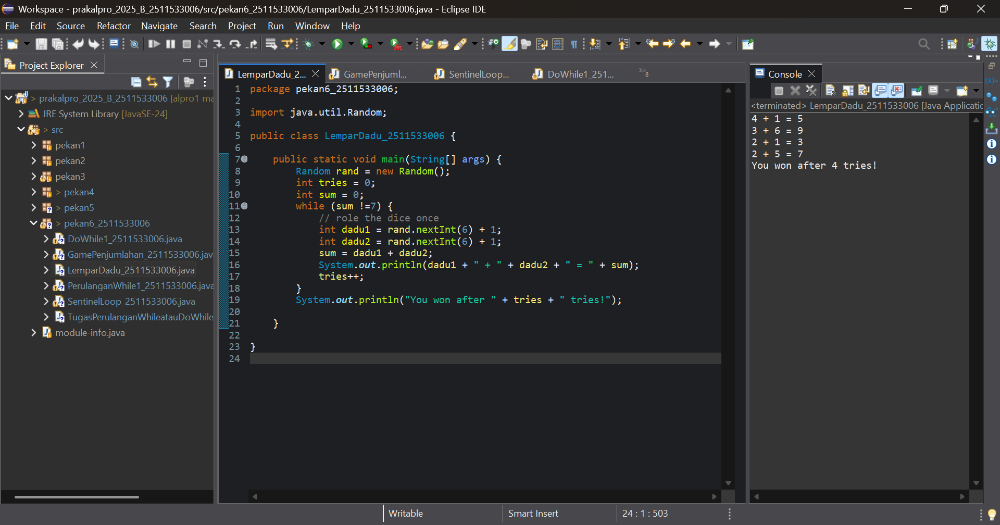 Workspace - prakalpro_2025_B_2511533006/src/pekan6_2511533006/LemparDadu_2511533006.java - Eclipse IDE
File Edit Source Refactor Navigate Search Project Run Window Help
Project Explorer
> prakalpro_2025_B_2511533006 [alpro1 ma
JRE System Library [JavaSE-24]
> src
pekan1
pekan2
pekan3
> pekan4
> pekan5
> pekan6_2511533006
DoWhile1_2511533006.java
GamePenjumlahan_2511533006.jav
LemparDadu_2511533006.java
PerulanganWhile1_2511533006.java
SentinelLoop_2511533006.java
TugasPerulanganWhileatauDoWhile
module-info.java
LemparDadu_2... GamePenjuml... SentinelLoop... DoWhile1_251... »8
1 package pekan6_2511533006;
2
3 import java.util.Random;
4
5 public class LemparDadu_2511533006 {
6
7 public static void main(String[] args) {
8 Random rand = new Random();
9 int tries = 0;
10 int sum = 0;
11 while (sum !=7) {
12 // role the dice once
13 int dadu1 = rand.nextInt(6) + 1;
14 int dadu2 = rand.nextInt(6) + 1;
15 sum = dadu1 + dadu2;
16 System.out.println(dadu1 + " + " + dadu2 + " = " + sum);
17 tries++;
18 }
19 System.out.println("You won after " + tries + " tries!");
20
21 }
22
23 }
24
Console
<terminated> LemparDadu_2511533006 [Java Applicatio
4 + 1 = 5
3 + 6 = 9
2 + 1 = 3
2 + 5 = 7
You won after 4 tries!
Writable Smart Insert 24 : 1 : 503